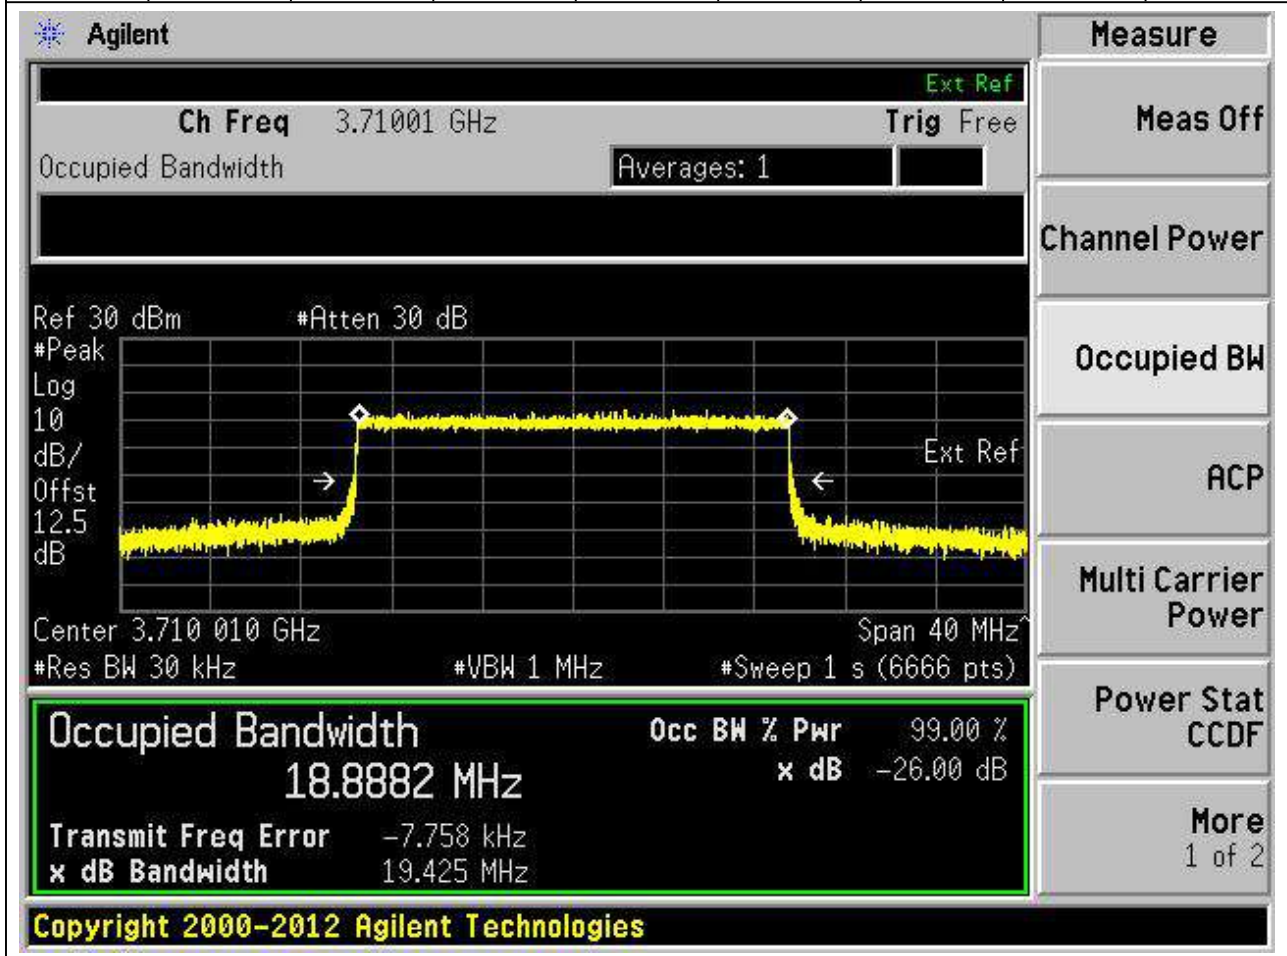 Agilent
Measure
Ext Ref
Ch Freq 3.71001 GHz Trig Free
Occupied Bandwidth Averages: 1
Meas Off
Channel Power
Occupied BW
ACP
Multi Carrier
Power
Power Stat
CCDF
More
1 of 2
Ref 30 dBm #Atten 30 dB
#Peak
Log
10
dB/
Offst
12.5
dB
Ext Ref
Center 3.710 010 GHz Span 40 MHz^
#Res BW 30 kHz #VBW 1 MHz #Sweep 1 s (6666 pts)
Occupied Bandwidth Occ BW % Pwr 99.00 %
18.8882 MHz x dB -26.00 dB
Transmit Freq Error -7.758 kHz
x dB Bandwidth 19.425 MHz
Copyright 2000-2012 Agilent Technologies